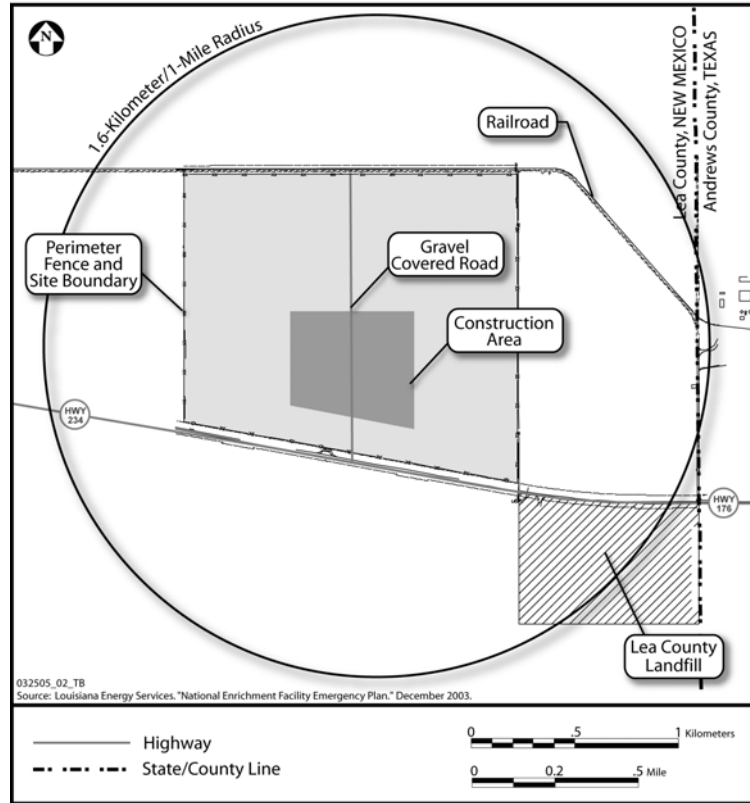 N
1.6-Kilometer/1-Mile Radius
Lea County, NEW MEXICO
Andrews County, TEXAS
Railroad
Perimeter
Fence and
Site Boundary
Gravel
Covered Road
Construction
Area
HWY
234
HWY
176
Lea County
Landfill
032505_02_TB
Source: Louisiana Energy Services. "National Enrichment Facility Emergency Plan." December 2003.
Highway
State/County Line
0 .5 1 Kilometers
0 0.2 .5 Mile